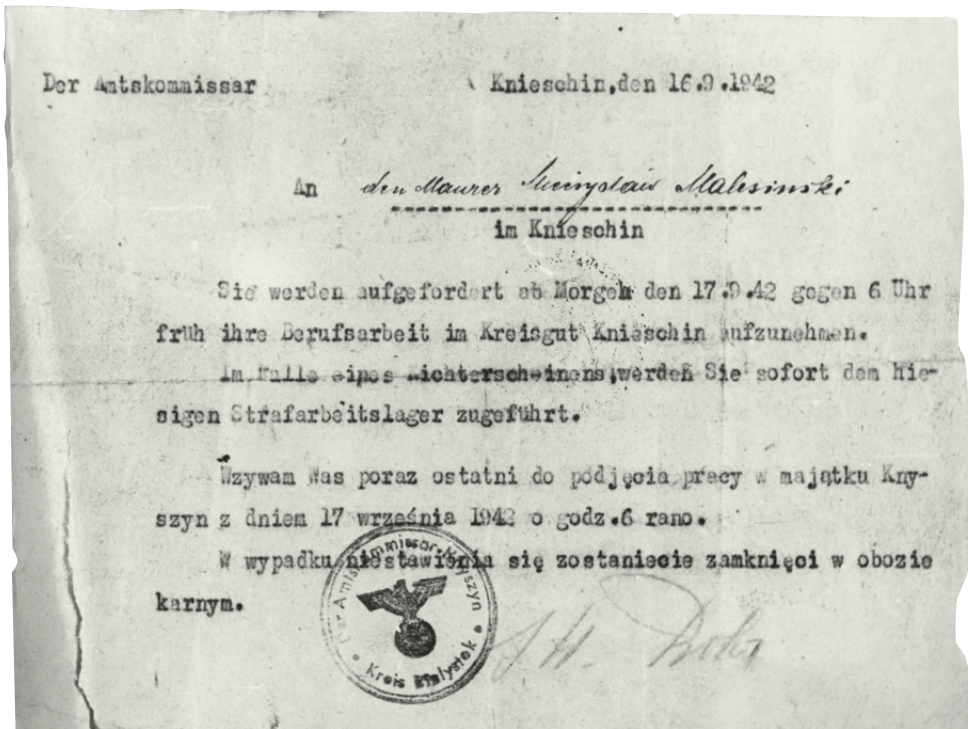 Der Amtskommissar Knieschin,den 16.9.1942
An den Maurer Mieczysław Malesinski
im Knieschin
Sie werden aufgefordert ab Morgen den 17.9.42 gegen 6 Uhr
früh ihre Berufsarbeit im Kreisgut Knieschin aufzunehmen.
Im Falle eines Nichterscheinens,werden Sie sofort dem hie-
sigen Strafarbeitslager zugeführt.
Wzywam Was poraz ostatni do podjęcia pracy w majątku Kny-
szyn z dniem 17 września 1942 o godz.6 rano.
W wypadku niestawienia się zostaniecie zamknięci w obozie
karnym.
Der Amtskommissar Knyszyn
Kreis Bialystok